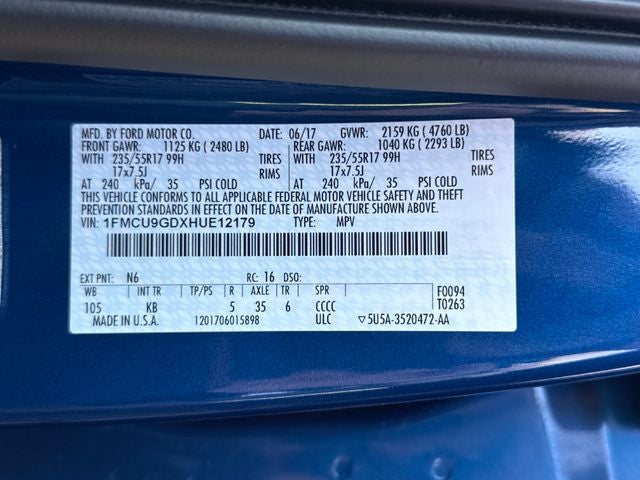 MFD. BY FORD MOTOR CO. DATE: 06/17 GVWR: 2159 KG (4760 LB)
FRONT GAWR: 1125 KG (2480 LB) REAR GAWR: 1040 KG (2293 LB)
WITH 235/55R17 99H TIRES WITH 235/55R17 99H TIRES
17x7.5J RIMS 17x7.5J RIMS
AT 240 kPa/ 35 PSI COLD AT 240 kPa/ 35 PSI COLD
THIS VEHICLE CONFORMS TO ALL APPLICABLE FEDERAL MOTOR VEHICLE SAFETY AND THEFT
PREVENTION STANDARDS IN EFFECT ON THE DATE OF MANUFACTURE SHOWN ABOVE.
VIN: 1FMCU9GDXHUE12179 TYPE: MPV
EXT PNT: N6 RC: 16 DSO:
WB INT TR TP/PS R AXLE TR SPR F0094
105 KB 5 35 6 CCCC T0263
MADE IN U.S.A. 1201706015898 ULC ▽5U5A-3520472-AA